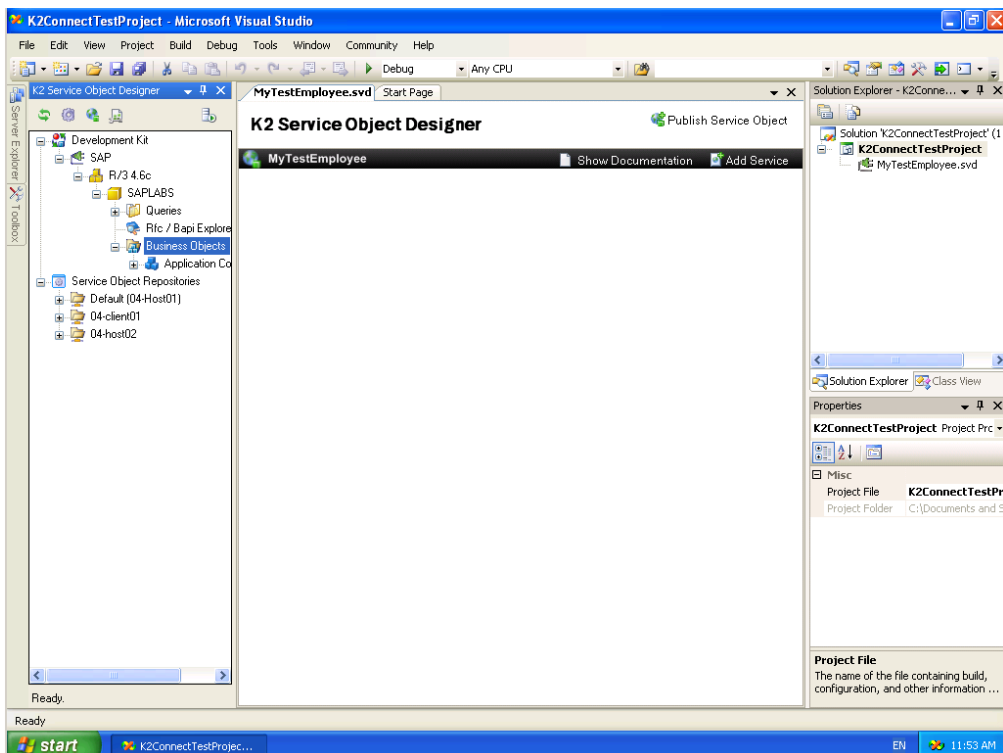 K2ConnectTestProject - Microsoft Visual Studio
File Edit View Project Build Debug Tools Window Community Help
Debug Any CPU
K2 Service Object Designer
MyTestEmployee.svd Start Page
Solution Explorer - K2Conne...
Server Explorer
Toolbox
Development Kit
SAP
R/3 4.6c
SAPLABS
Queries
Rfc / Bapi Explore
Business Objects
Application Co
Service Object Repositories
Default (04-Host01)
04-client01
04-host02
Ready.
K2 Service Object Designer
Publish Service Object
MyTestEmployee
Show Documentation Add Service
Solution 'K2ConnectTestProject' (1
K2ConnectTestProject
MyTestEmployee.svd
Solution Explorer Class View
Properties
K2ConnectTestProject Project Prc
Misc
Project File K2ConnectTestPr
Project Folder C:\Documents and S
Project File
The name of the file containing build,
configuration, and other information ...
Ready
start K2ConnectTestProjec... EN 11:53 AM